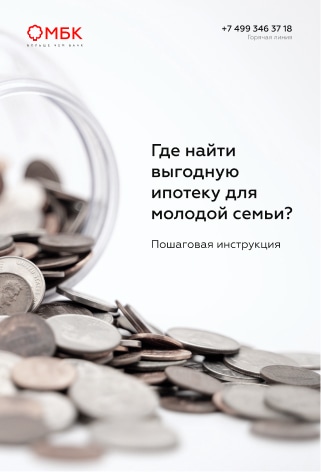 МБК
БОЛЬШЕ ЧЕМ БАНК
+7 499 346 37 18
Горячая линия
Где найти
выгодную
ипотеку для
молодой семьи?
Пошаговая инструкция